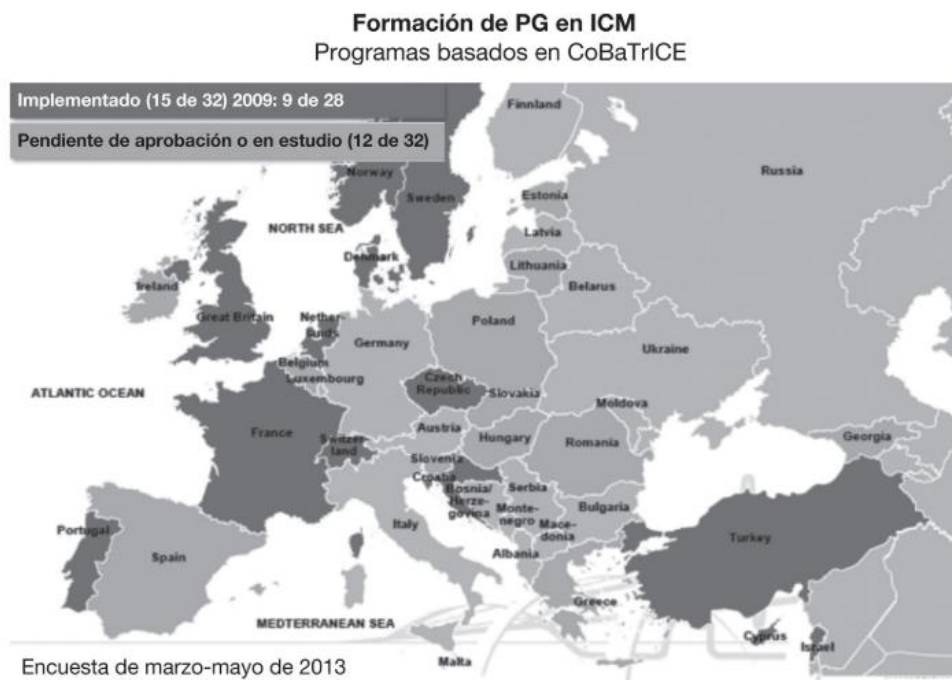 Formación de PG en ICM
Programas basados en CoBaTrICE
Implementado (15 de 32) 2009: 9 de 28
Pendiente de aprobación o en estudio (12 de 32)
Finnland
Russia
Norway
Sweden
Estonia
NORTH SEA
Latvia
Denmark
Lithuania
Ireland
Belarus
Great Britain
Nether-
lands
Poland
Germany
Ukraine
Belgium
Luxembourg
Czech
Republic
Slovakia
ATLANTIC OCEAN
Moldova
Austria
France
Switzer-
land
Hungary
Romania
Georgia
Slovenia
Croatia
Bosnia/
Herze-
govina
Serbia
Monte-
negro
Bulgaria
Mace-
donia
Portugal
Italy
Spain
Turkey
Albania
Greece
MEDITERRANEAN SEA
Cyprus
Israel
Malta
Encuesta de marzo-mayo de 2013